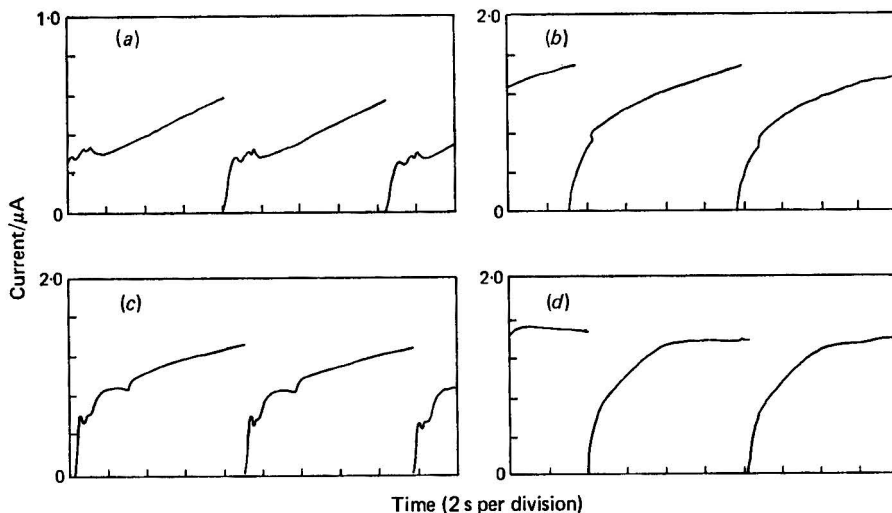 1·0
(a)
0
2·0
(b)
0
Current/μA
2·0
(c)
0
2·0
(d)
0
Time (2 s per division)